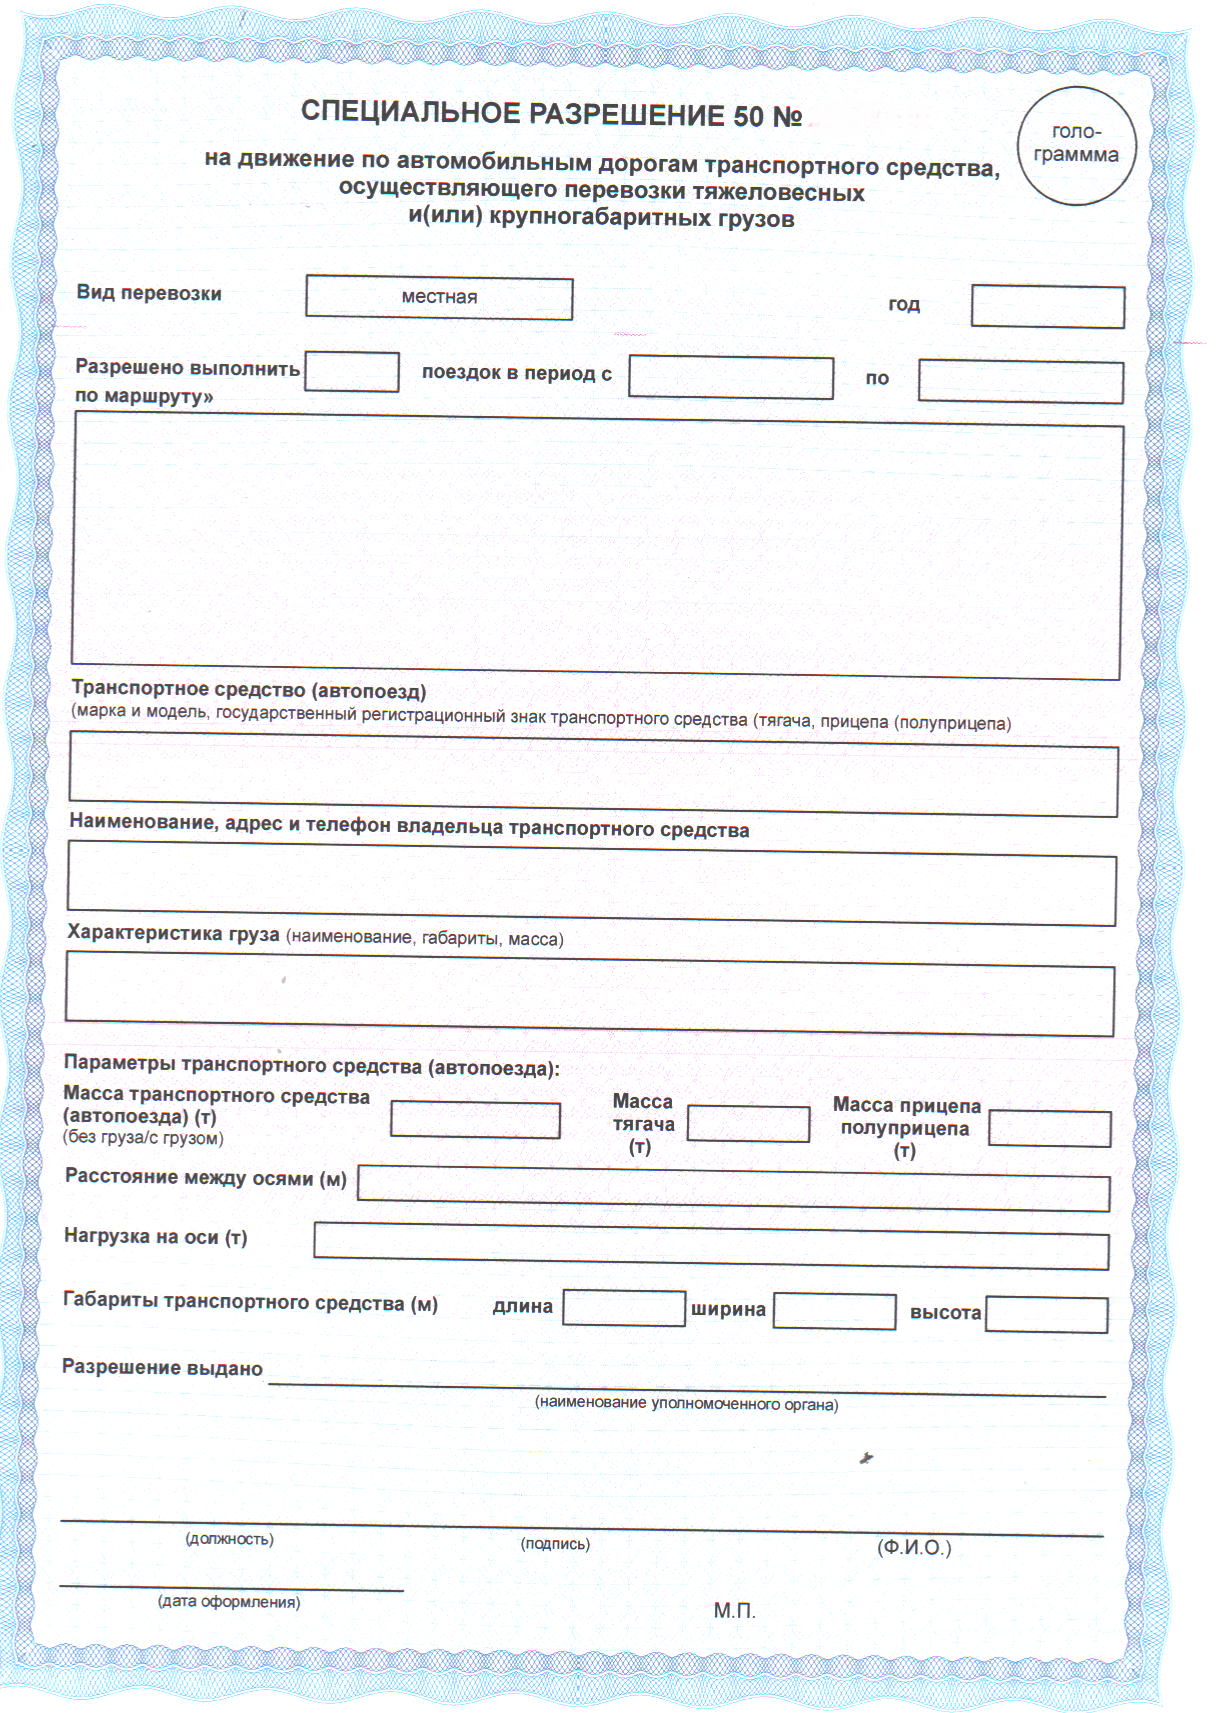 СПЕЦИАЛЬНОЕ РАЗРЕШЕНИЕ 50 №
голо-
граммма
на движение по автомобильным дорогам транспортного средства,
осуществляющего перевозки тяжеловесных
и(или) крупногабаритных грузов
Вид перевозки местная год
Разрешено выполнить поездок в период с по
по маршруту»
Транспортное средство (автопоезд)
(марка и модель, государственный регистрационный знак транспортного средства (тягача, прицепа (полуприцепа)
Наименование, адрес и телефон владельца транспортного средства
Характеристика груза (наименование, габариты, масса)
Параметры транспортного средства (автопоезда):
Масса транспортного средства
(автопоезда) (т)
(без груза/с грузом)
Масса
тягача
(т)
Масса прицепа
полуприцепа
(т)
Расстояние между осями (м)
Нагрузка на оси (т)
Габариты транспортного средства (м) длина ширина высота
Разрешение выдано
(наименование уполномоченного органа)
(должность) (подпись) (Ф.И.О.)
(дата оформления)
М.П.